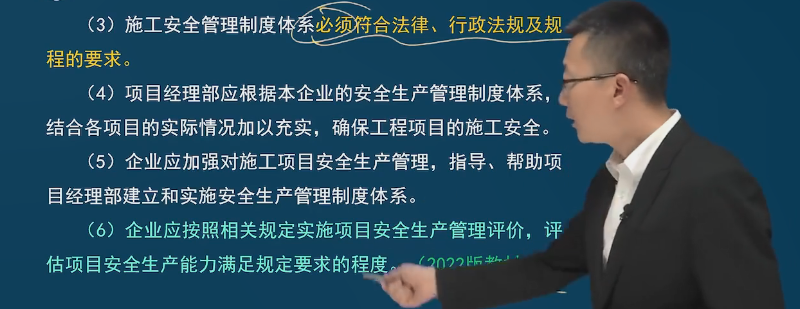 （3）施工安全管理制度体系必须符合法律、行政法规及规
程的要求。
（4）项目经理部应根据本企业的安全生产管理制度体系，
结合各项目的实际情况加以充实，确保工程项目的施工安全。
（5）企业应加强对施工项目安全生产管理，指导、帮助项
目经理部建立和实施安全生产管理制度体系。
（6）企业应按照相关规定实施项目安全生产管理评价，评
估项目安全生产能力满足规定要求的程度。（2022版教材